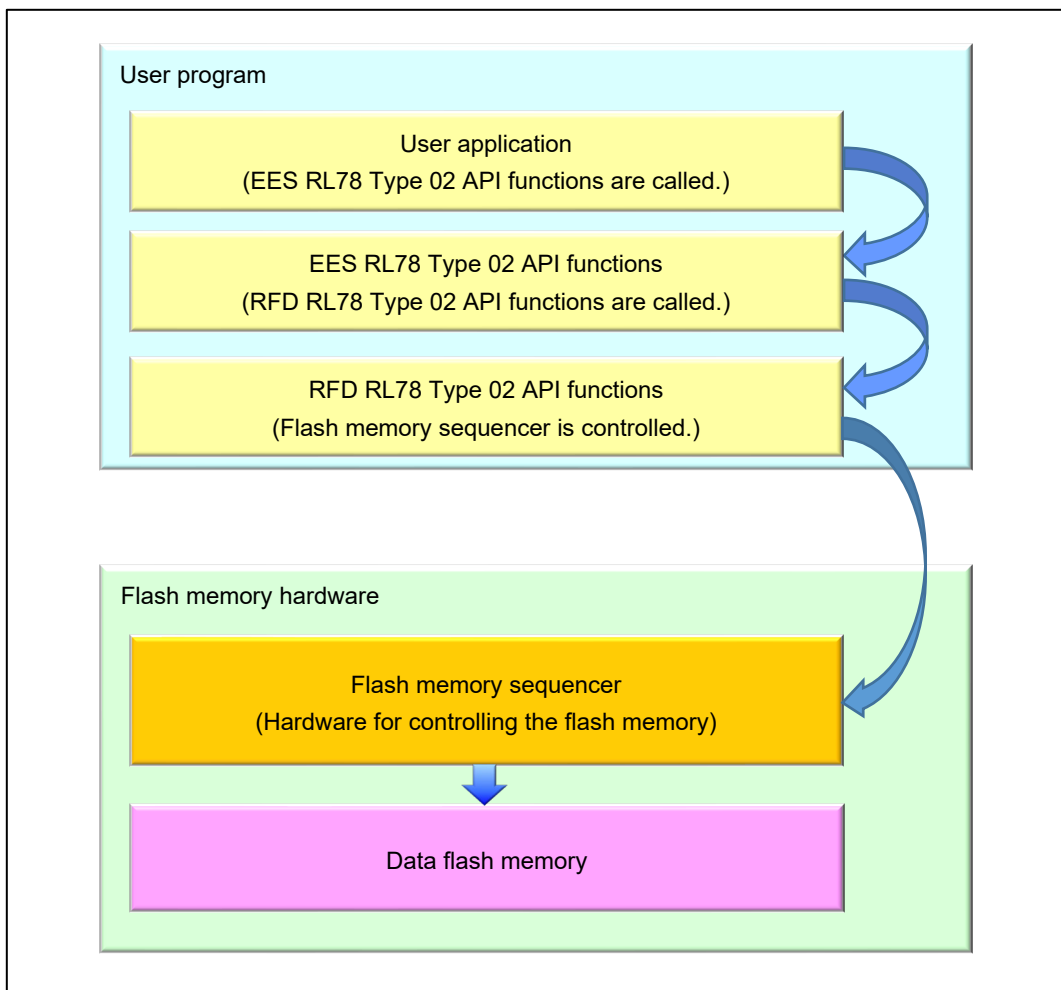 User program
User application
(EES RL78 Type 02 API functions are called.)
EES RL78 Type 02 API functions
(RFD RL78 Type 02 API functions are called.)
RFD RL78 Type 02 API functions
(Flash memory sequencer is controlled.)
Flash memory hardware
Flash memory sequencer
(Hardware for controlling the flash memory)
Data flash memory